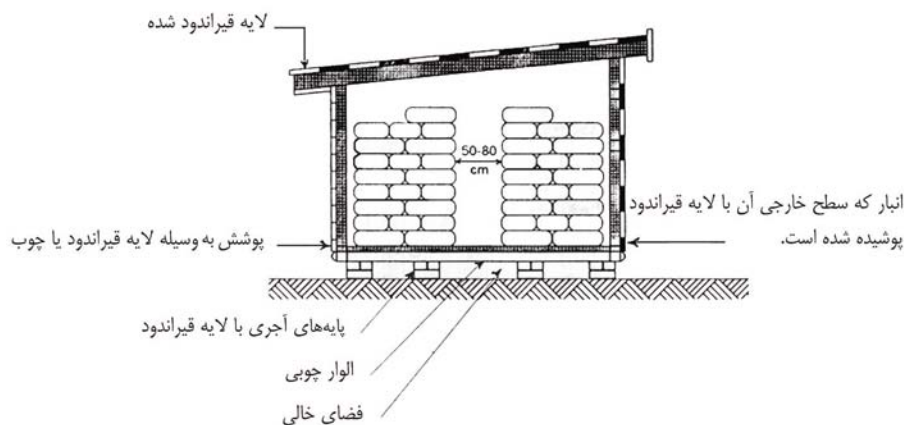 لایه قیراندود شده
50-80
cm
انبار که سطح خارجی آن با لایه قیراندود
پوشیده شده است.
پوشش به وسیله لایه قیراندود یا چوب
پایه‌های آجری با لایه قیراندود
الوار چوبی
فضای خالی